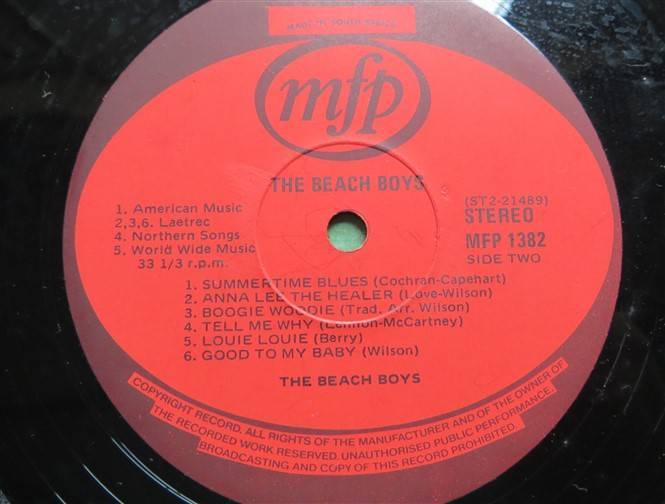 MADE IN SOUTH AFRICA
mfp
THE BEACH BOYS
1. American Music
2,3,6. Laetrec
4. Northern Songs
5. World Wide Music
33 1/3 r.p.m.
(ST2-21489)
STEREO
MFP 1382
SIDE TWO
1. SUMMERTIME BLUES (Cochran-Capehart)
2. ANNA LEE THE HEALER (Love-Wilson)
3. BOOGIE WOODIE (Trad. Arr. Wilson)
4. TELL ME WHY (Lennon-McCartney)
5. LOUIE LOUIE (Berry)
6. GOOD TO MY BABY (Wilson)
THE BEACH BOYS
COPYRIGHT RECORD. ALL RIGHTS OF THE MANUFACTURER AND OF THE OWNER OF
THE RECORDED WORK RESERVED. UNAUTHORISED PUBLIC PERFORMANCE,
BROADCASTING AND COPY OF THIS RECORD PROHIBITED.